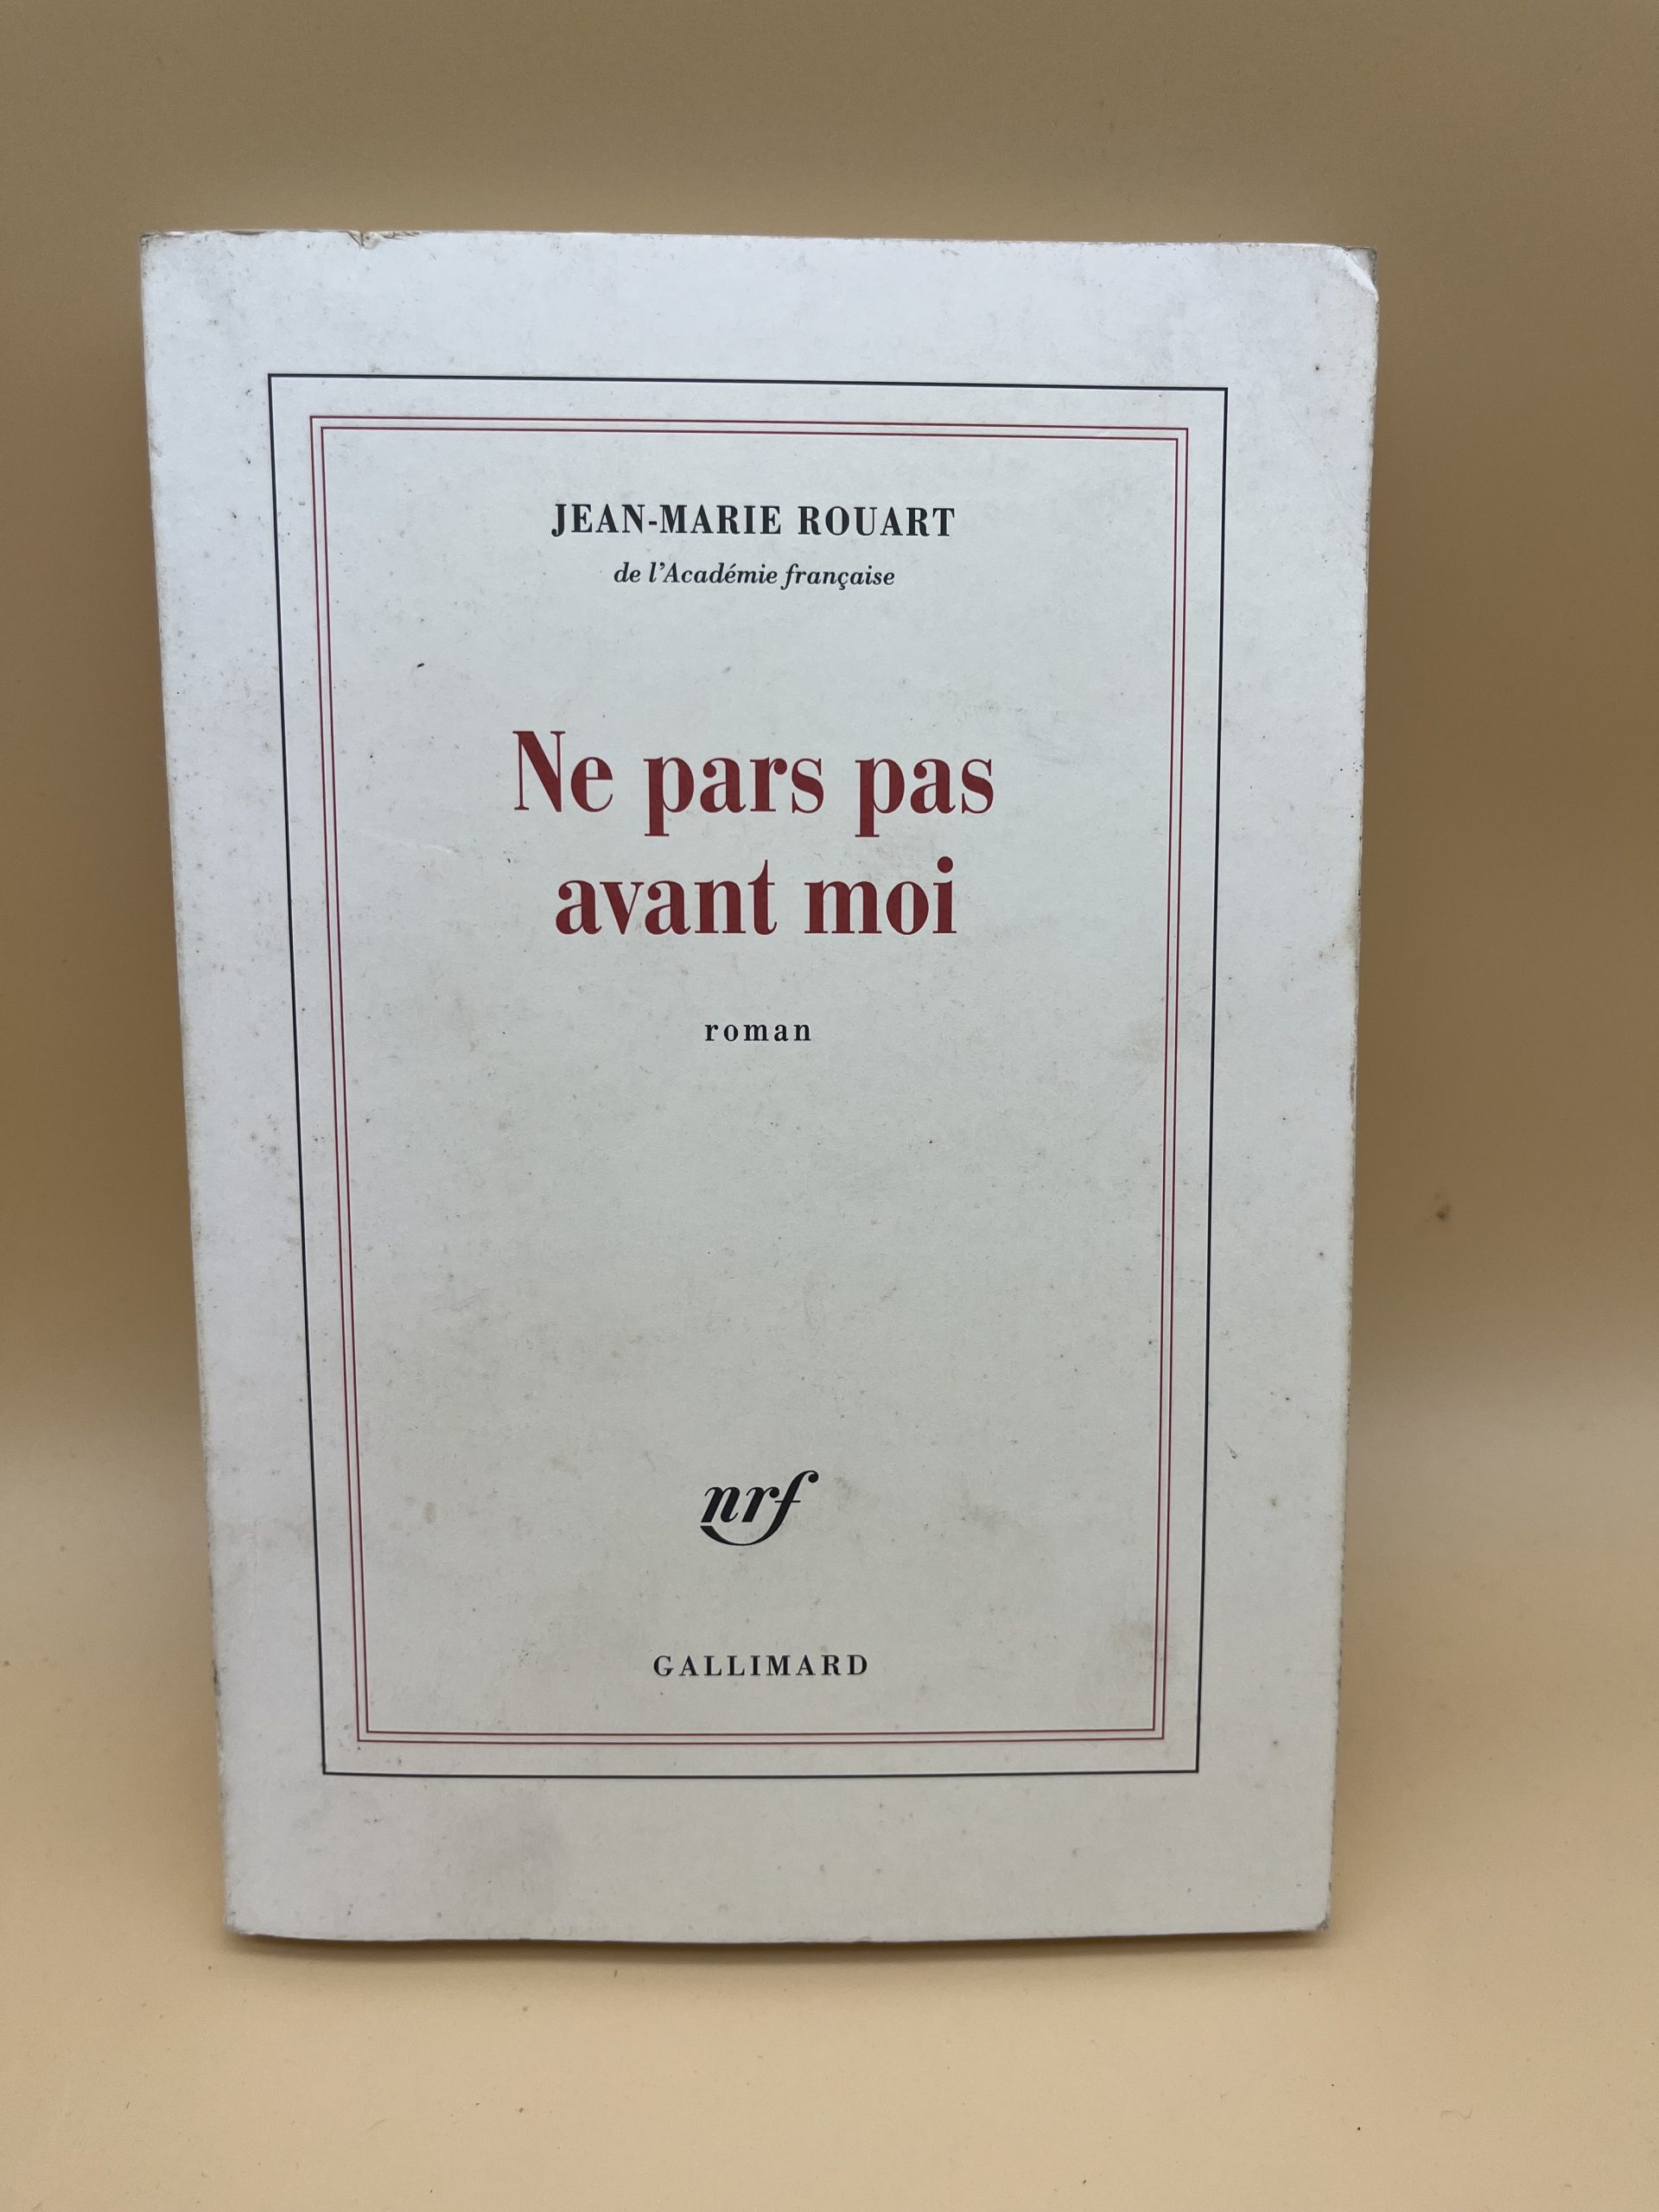 JEAN-MARIE ROUART
de l’Académie française
Ne pars pas
avant moi
roman
nrf
GALLIMARD